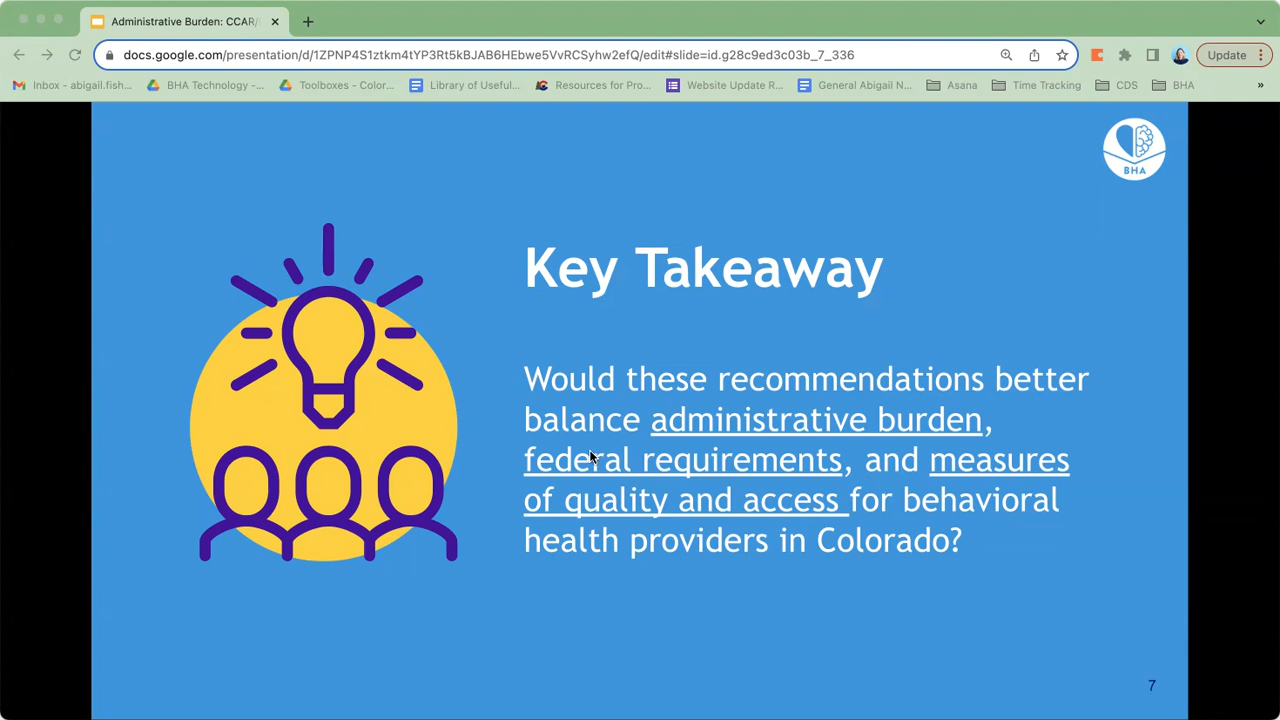 Administrative Burden: CCAR/
docs.google.com/presentation/d/1ZPNP4S1ztkm4tYP3Rt5kBJAB6HEbwe5VvRCSyhw2efQ/edit#slide=id.g28c9ed3c03b_7_336
Update
Inbox - abigail.fish... BHA Technology -... Toolboxes - Color... Library of Useful... Resources for Pro... Website Update R... General Abigail N... Asana Time Tracking CDS BHA »
BHA
Key Takeaway
Would these recommendations better
balance administrative burden,
federal requirements, and measures
of quality and access for behavioral
health providers in Colorado?
7